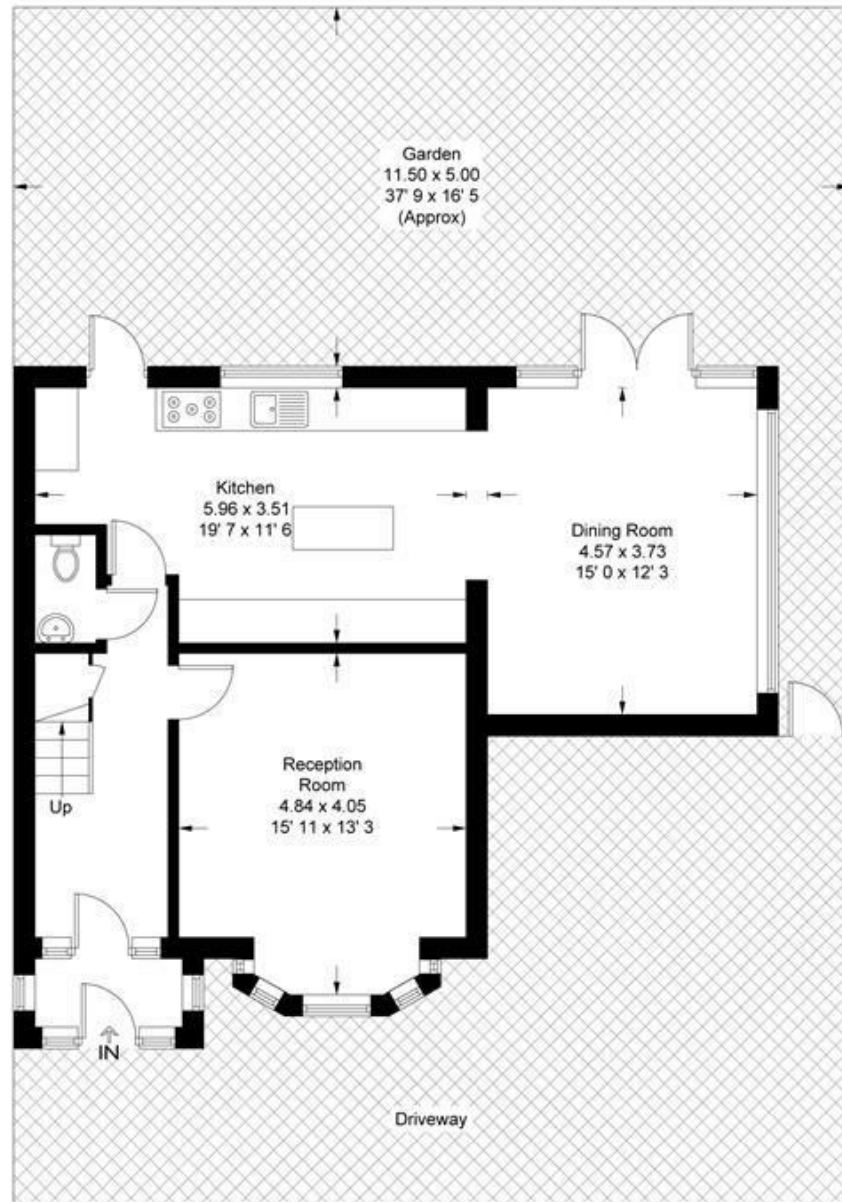 Garden
11.50 x 5.00
37' 9 x 16' 5
(Approx)
Kitchen
5.96 x 3.51
19' 7 x 11' 6
Dining Room
4.57 x 3.73
15' 0 x 12' 3
Reception
Room
4.84 x 4.05
15' 11 x 13' 3
Up
IN
Driveway